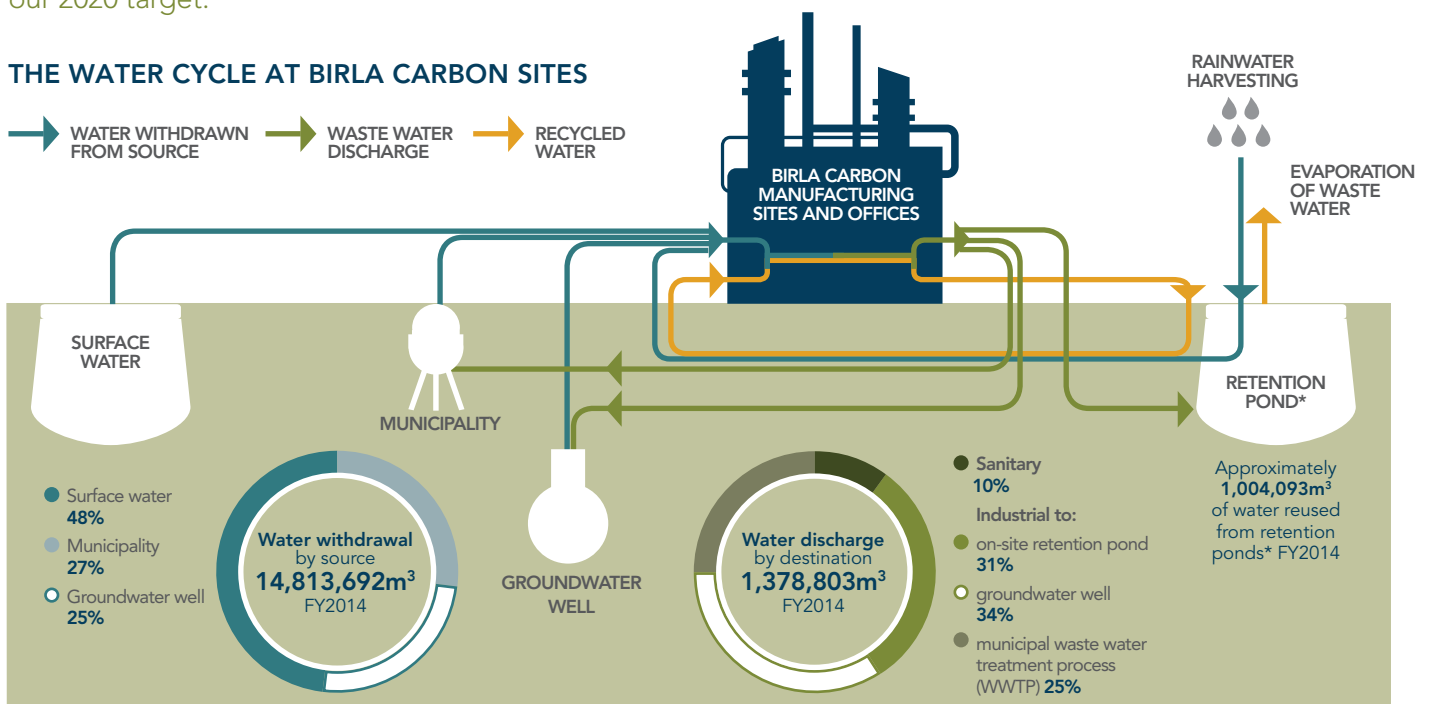 our 2020 target.
THE WATER CYCLE AT BIRLA CARBON SITES
WATER WITHDRAWN
FROM SOURCE
WASTE WATER
DISCHARGE
RECYCLED
WATER
BIRLA CARBON
MANUFACTURING
SITES AND OFFICES
RAINWATER
HARVESTING
EVAPORATION
OF WASTE
WATER
SURFACE
WATER
MUNICIPALITY
GROUNDWATER
WELL
RETENTION
POND*
Surface water
48%
Municipality
27%
Groundwater well
25%
Water withdrawal
by source
14,813,692m³
FY2014
Water discharge
by destination
1,378,803m³
FY2014
Sanitary
10%
Industrial to:
on-site retention pond
31%
groundwater well
34%
municipal waste water
treatment process
(WWTP) 25%
Approximately
1,004,093m³
of water reused
from retention
ponds* FY2014